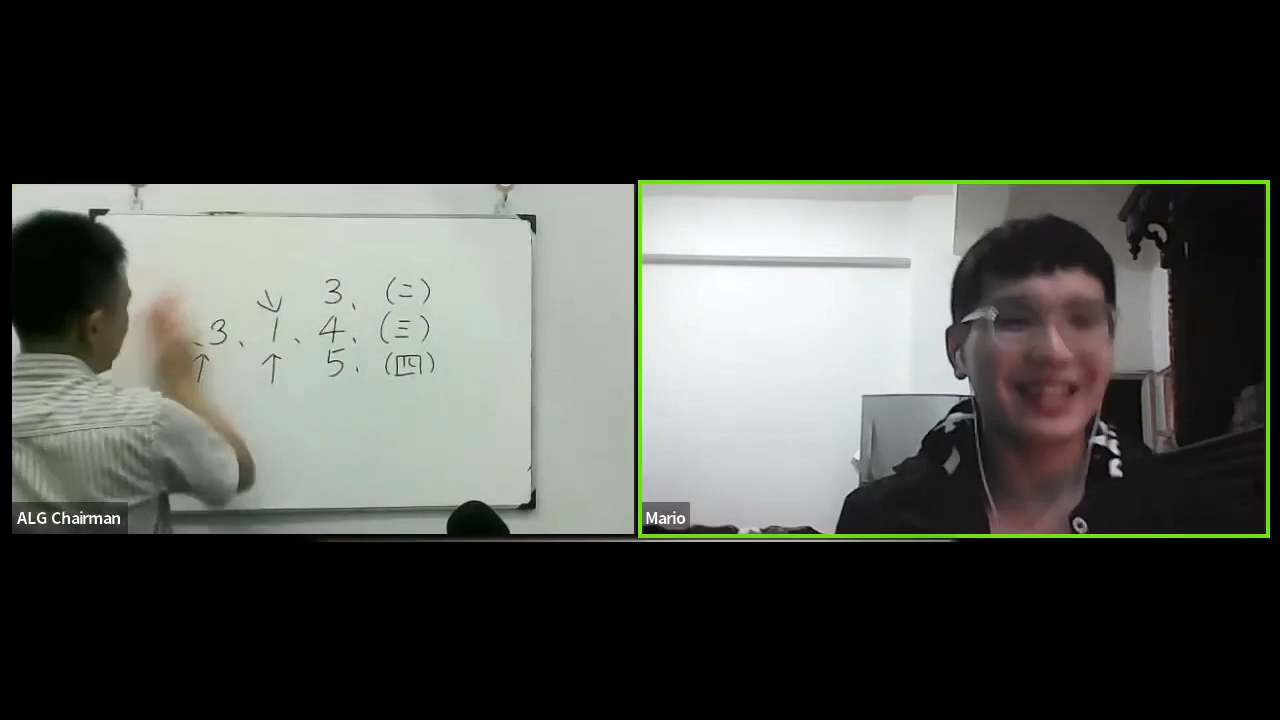 3、(二)
、3、1、4、(三)
5、(四)
ALG Chairman
Mario